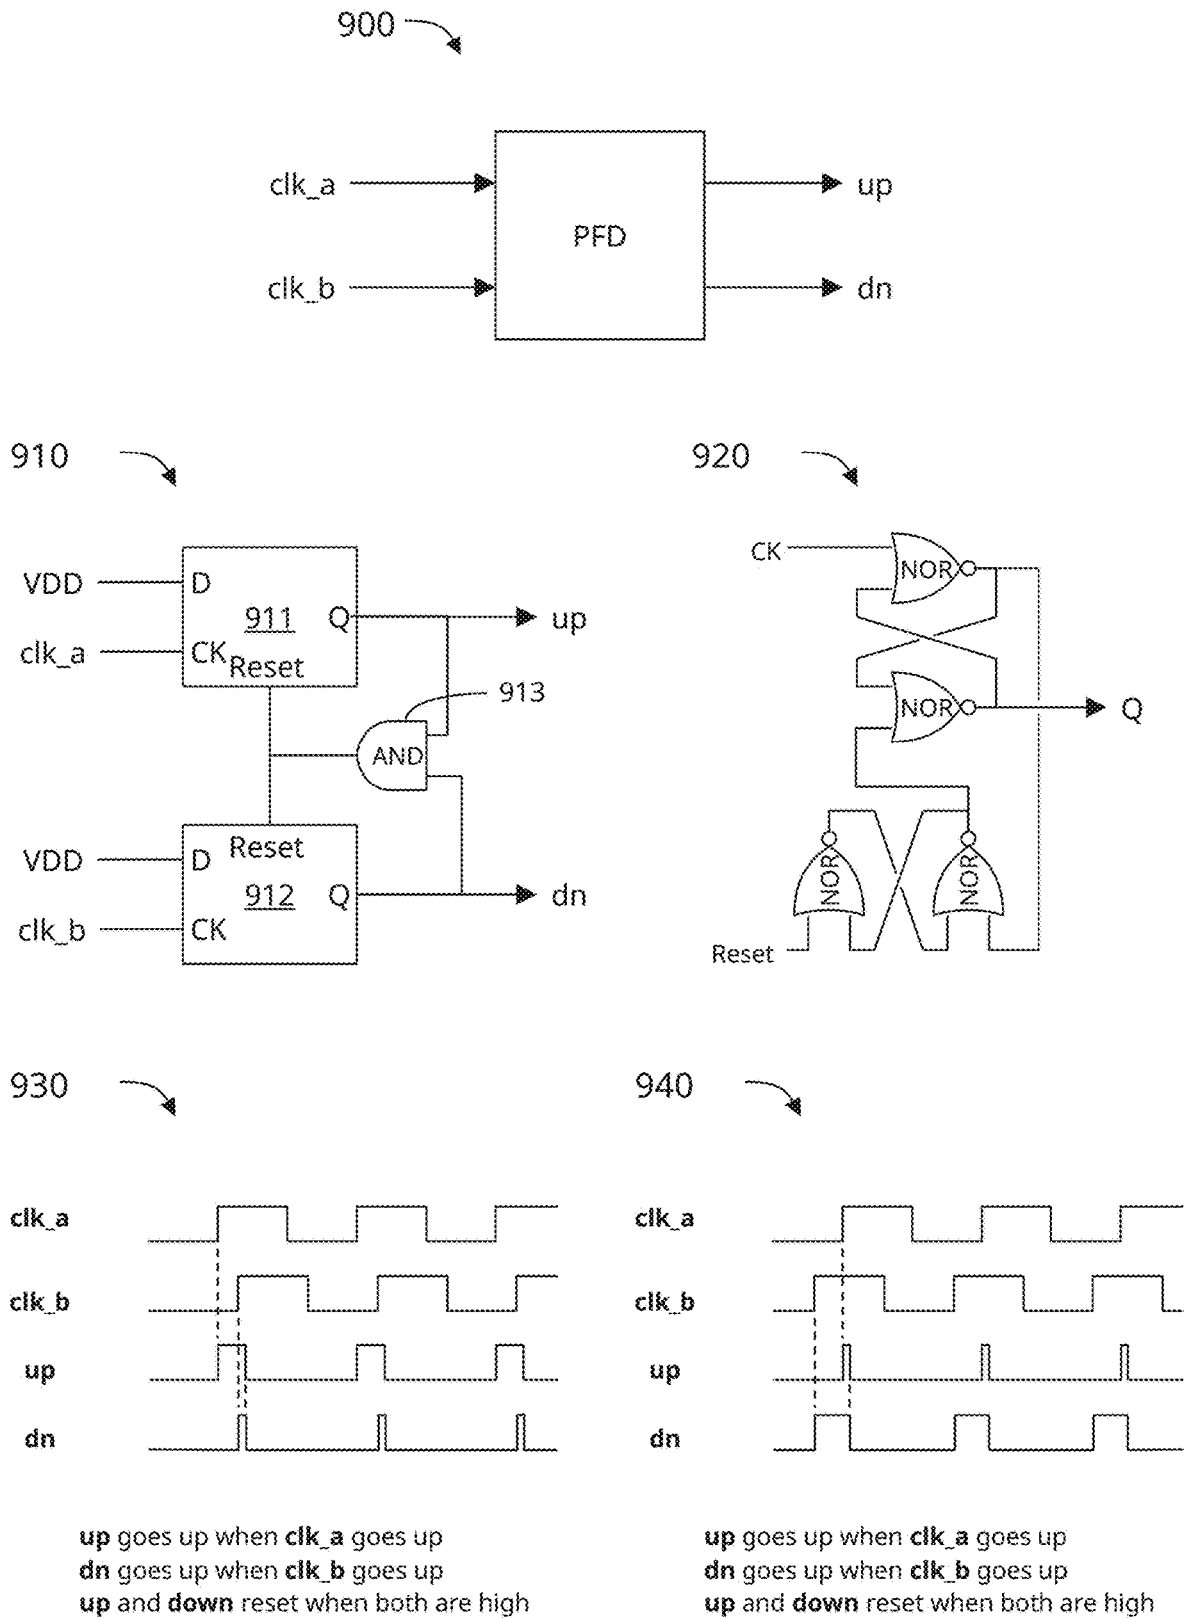 900
clk_a
up
PFD
clk_b
dn
910
920
VDD
D
911
Q
up
clk_a
CK
Reset
913
AND
VDD
D
Reset
912
Q
dn
clk_b
CK
CK
NOR
NOR
Q
NOR
NOR
Reset
930
940
clk_a
clk_b
up
dn
clk_a
clk_b
up
dn
up goes up when clk_a goes up
dn goes up when clk_b goes up
up and down reset when both are high
up goes up when clk_a goes up
dn goes up when clk_b goes up
up and down reset when both are high